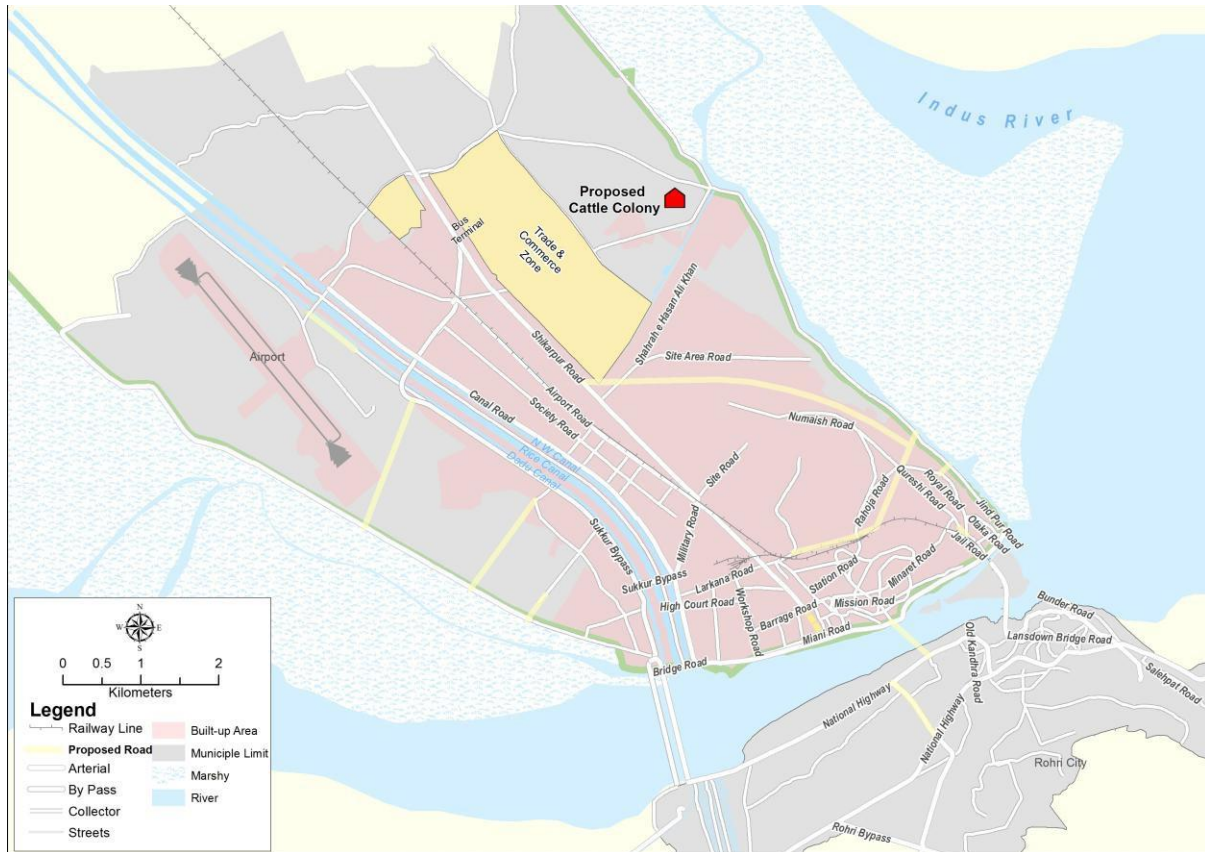 Indus River
Proposed
Cattle Colony
Bus
Terminal
Trade &
Commerce
Zone
Shahrah e Hasan Ali Khan
Airport
Shikarpur Road
Site Area Road
Airport Road
Society Road
Canal Road
N.W Canal
Rice Canal
Dadu Canal
Numaish Road
Site Road
Military Road
Rahoja Road
Qureshi Road
Royal Road
Jind Pur Road
Otaka Road
Jail Road
Sukkur Bypass
Sukkur Bypass
Larkana Road
Station Road
Minaret Road
High Court Road
Workshop Road
Barrage Road
Mission Road
Miani Road
Bridge Road
Bunder Road
Lansdown Bridge Road
Old Kandhra Road
Salehpat Road
National Highway
National Highway
Rohri City
Rohri Bypass
N
W E
S
0 0.5 1 2
Kilometers
Legend
Railway Line
Proposed Road
Arterial
By Pass
Collector
Streets
Built-up Area
Municiple Limit
Marshy
River